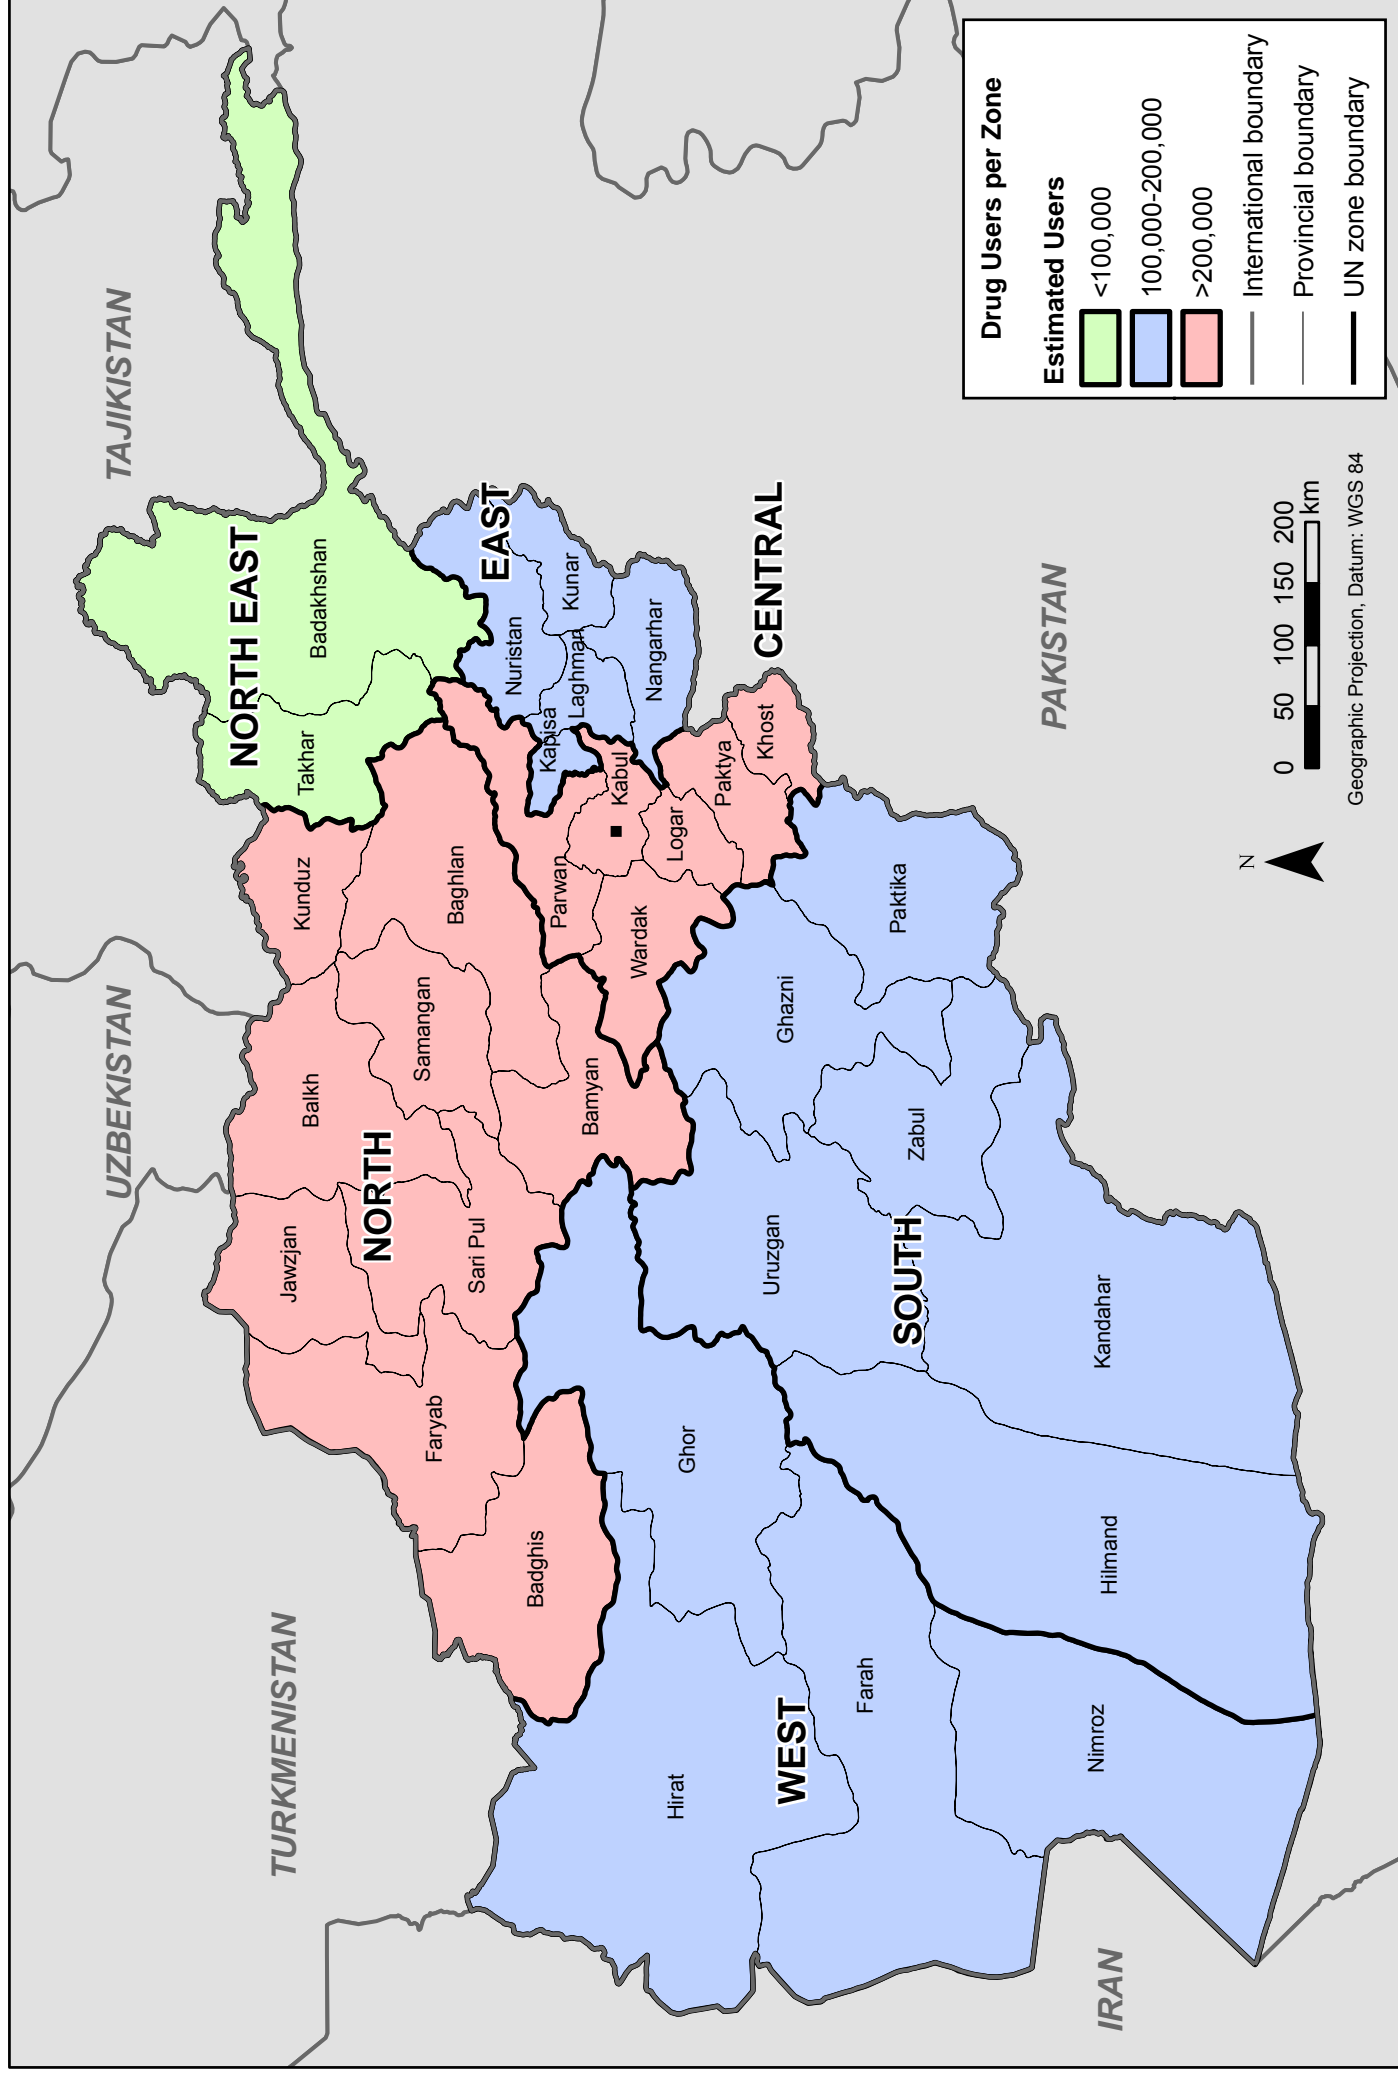 TAJIKISTAN
UZBEKISTAN
TURKMENISTAN
NORTH EAST
Badakhshan
Takhar
Kunduz
Balkh
Jawzjan
NORTH
Baghlan
Samangan
Sari Pul
Faryab
Badghis
EAST
Nuristan
Kunar
Kapisa
Laghman
Nangarhar
CENTRAL
Parwan
Kabul
Bamyan
Wardak
Logar
Paktya
Khost
Ghor
Hirat
Ghazni
Uruzgan
WEST
Farah
Paktika
Zabul
SOUTH
Kandahar
Hilmand
Nimroz
PAKISTAN
IRAN
N
0 50 100 150 200
km
Geographic Projection, Datum: WGS 84
Drug Users per Zone
Estimated Users
<100,000
100,000-200,000
>200,000
International boundary
Provincial boundary
UN zone boundary